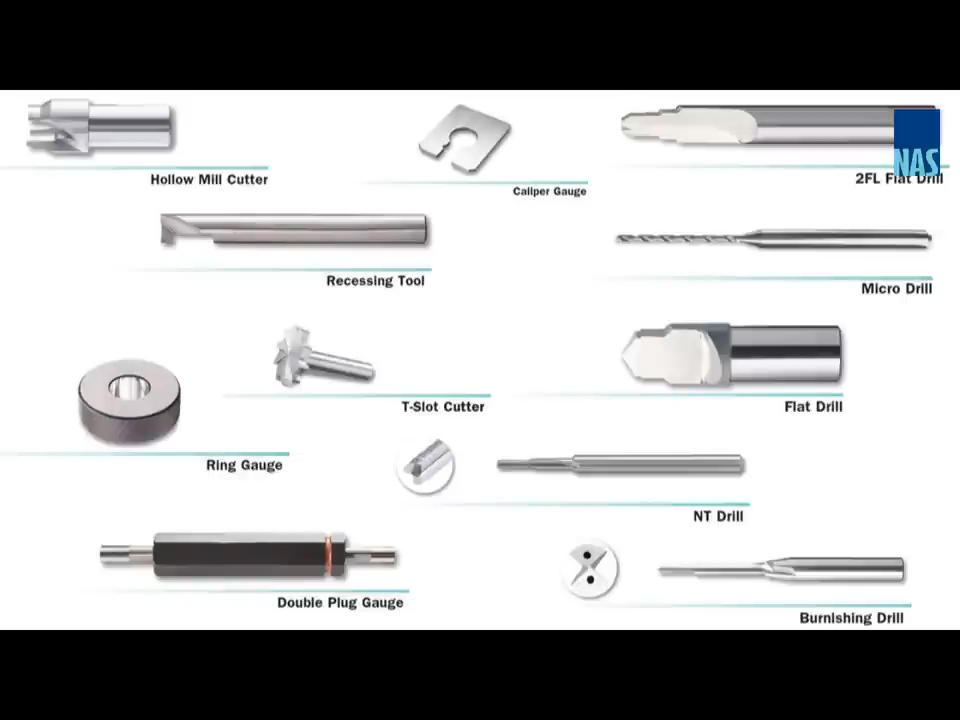 NAS
Hollow Mill Cutter
Caliper Gauge
2FL Flat Drill
Recessing Tool
Micro Drill
T-Slot Cutter
Flat Drill
Ring Gauge
NT Drill
Double Plug Gauge
Burnishing Drill